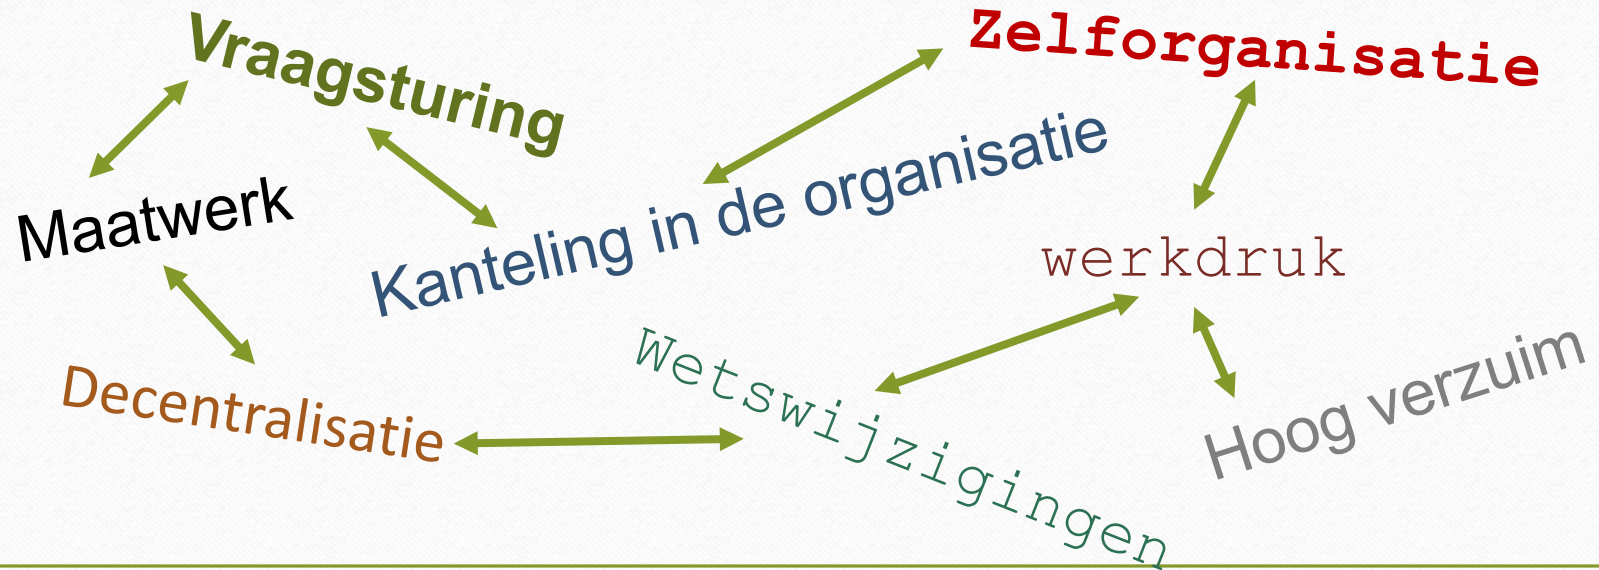 Vraagsturing
Zelforganisatie
Maatwerk
Kanteling in de organisatie
werkdruk
Decentralisatie
Wetswijzigingen
Hoog verzuim